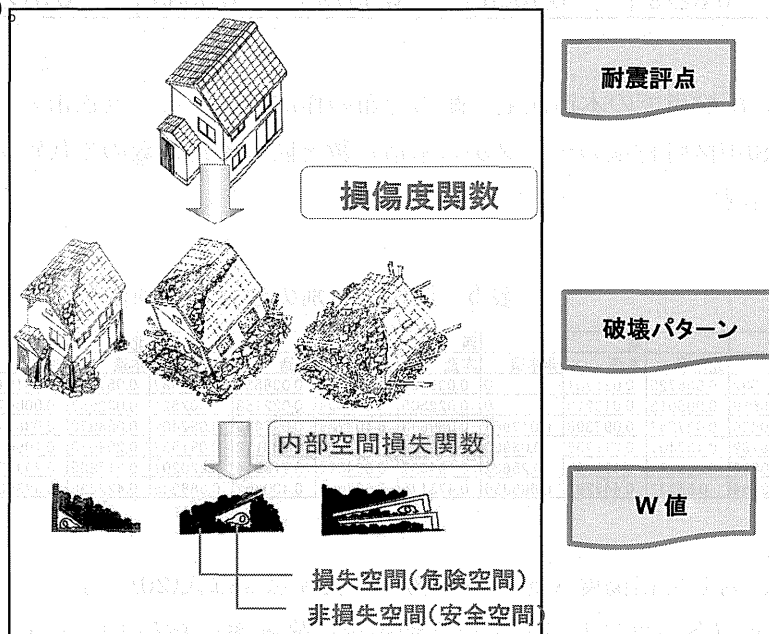 耐震評点
損傷度関数
破壊パターン
内部空間損失関数
W 値
損失空間(危険空間)
非損失空間(安全空間)